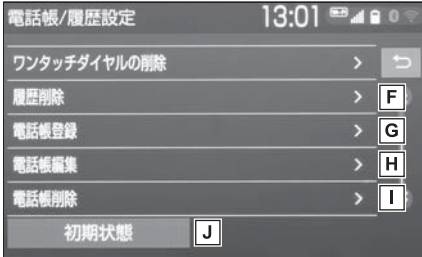 電話帳/履歴設定 13:01 0
ワンタッチダイヤルの削除
履歴削除 F
電話帳登録 G
電話帳編集 H
電話帳削除 I
初期状態 J